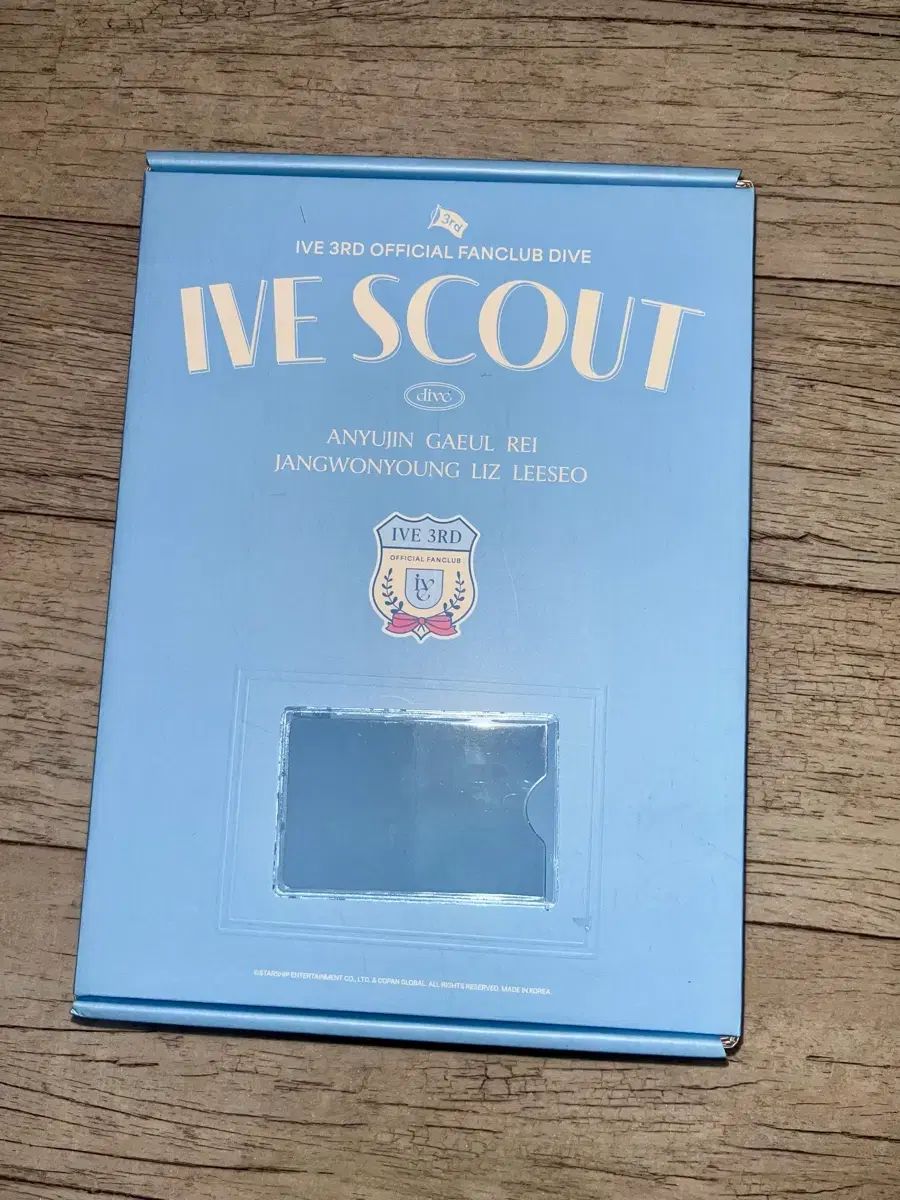 3rd
IVE 3RD OFFICIAL FANCLUB DIVE
IVE SCOUT
dive
ANYUJIN GAEUL REI
JANGWONYOUNG LIZ LEESEO
IVE 3RD
OFFICIAL FANCLUB
ive
©STARSHIP ENTERTAINMENT CO., LTD. & COPAN GLOBAL. ALL RIGHTS RESERVED. MADE IN KOREA.